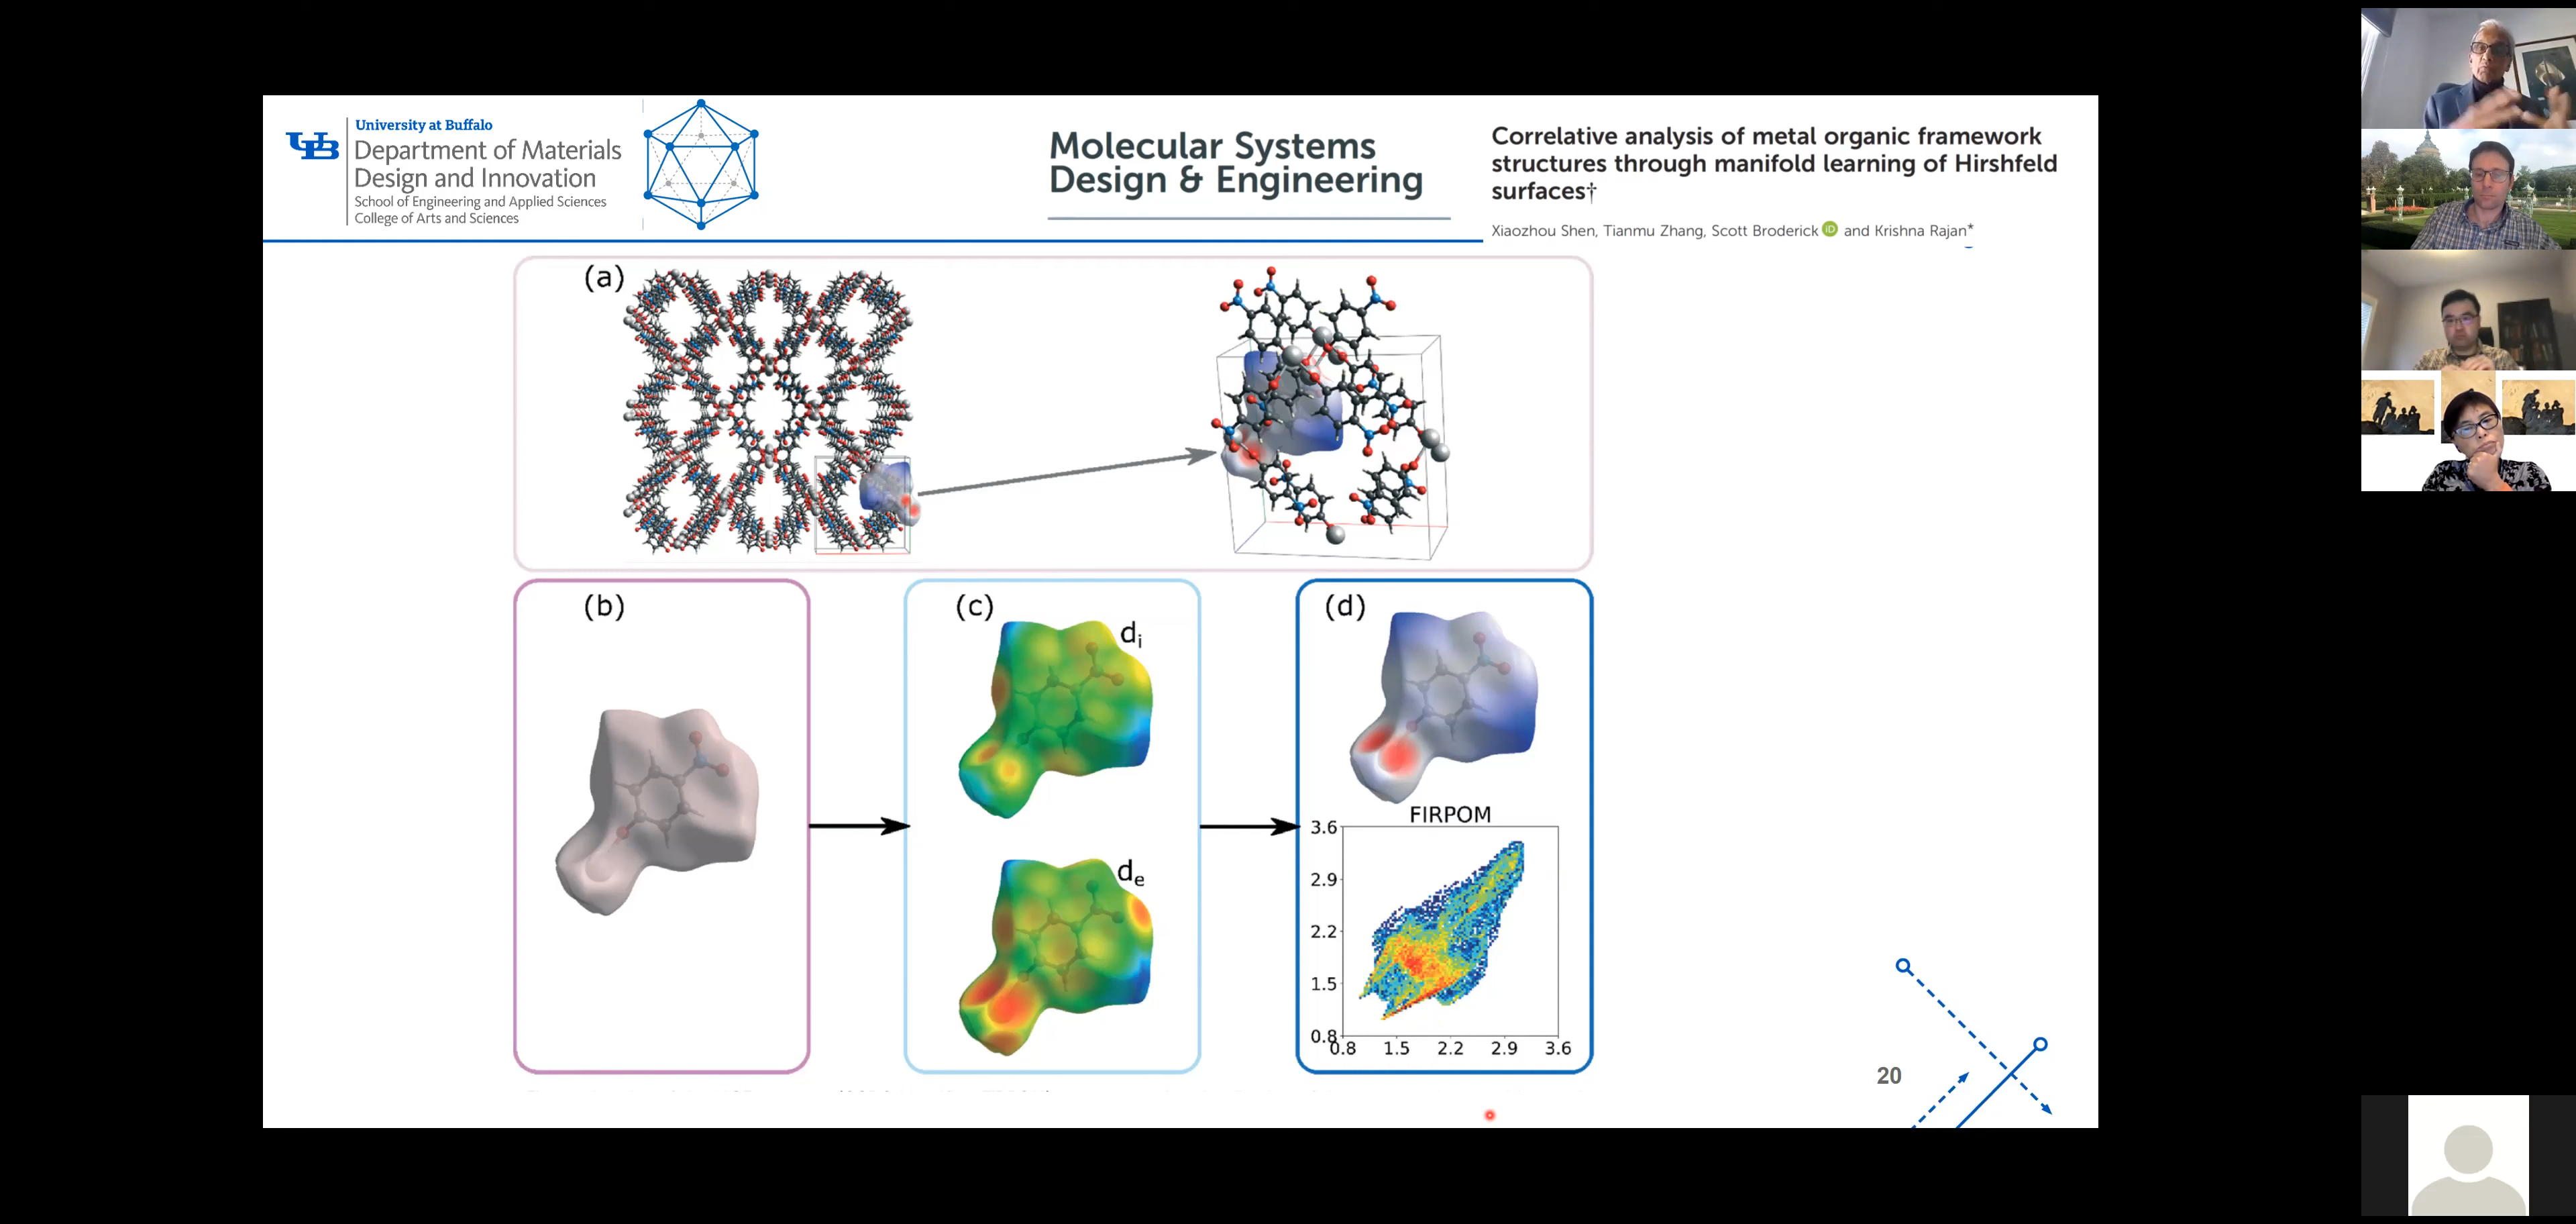 University at Buffalo
Department of Materials
Design and Innovation
School of Engineering and Applied Sciences
College of Arts and Sciences
Molecular Systems
Design & Engineering
Correlative analysis of metal organic framework
structures through manifold learning of Hirshfeld
surfaces†
Xiaozhou Shen, Tianmu Zhang, Scott Broderick iD and Krishna Rajan*
(a)
(b)
(c)
di
de
(d)
FIRPOM
3.6
2.9
2.2
1.5
0.8
0.8 1.5 2.2 2.9 3.6
20